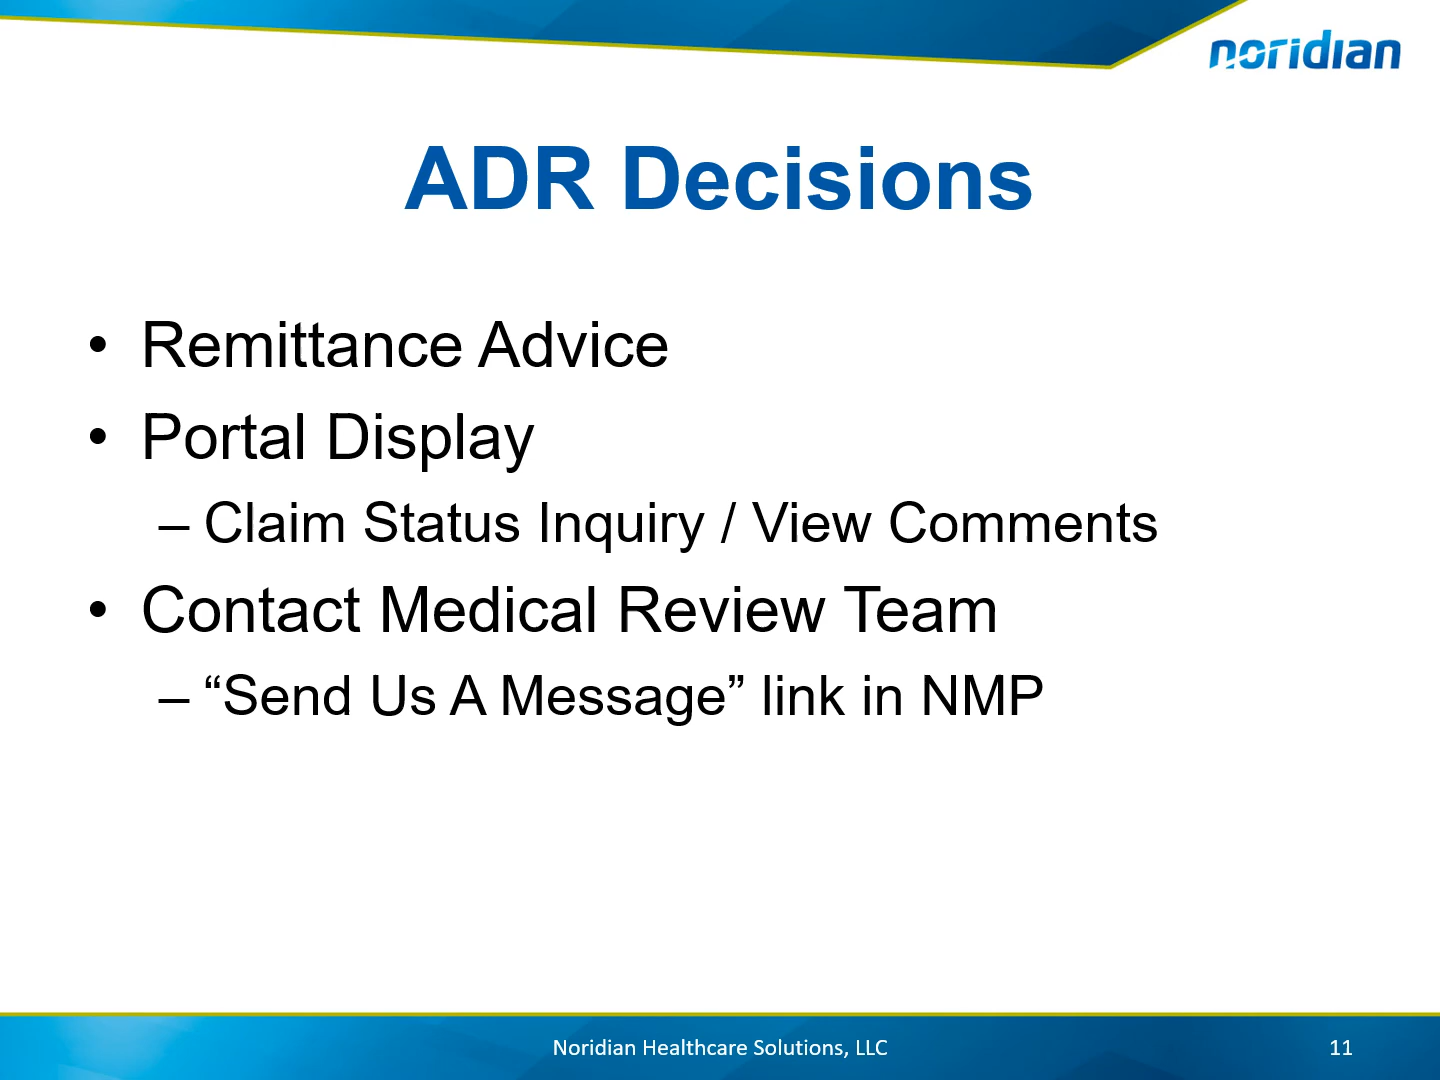 noridian
ADR Decisions
• Remittance Advice
• Portal Display
– Claim Status Inquiry / View Comments
• Contact Medical Review Team
– “Send Us A Message” link in NMP
Noridian Healthcare Solutions, LLC
11